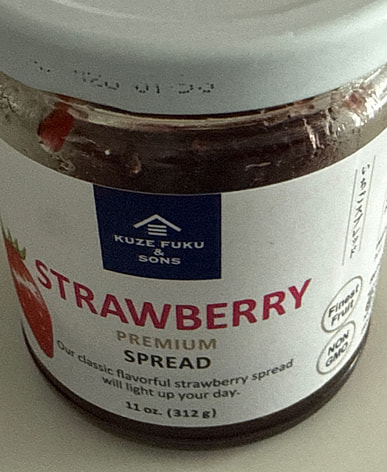 KUZE FUKU
&
SONS
STRAWBERRY
PREMIUM
SPREAD
Our classic flavorful strawberry spread
will light up your day.
11 oz. (312 g)
Finest
Fruit
NON
GMO